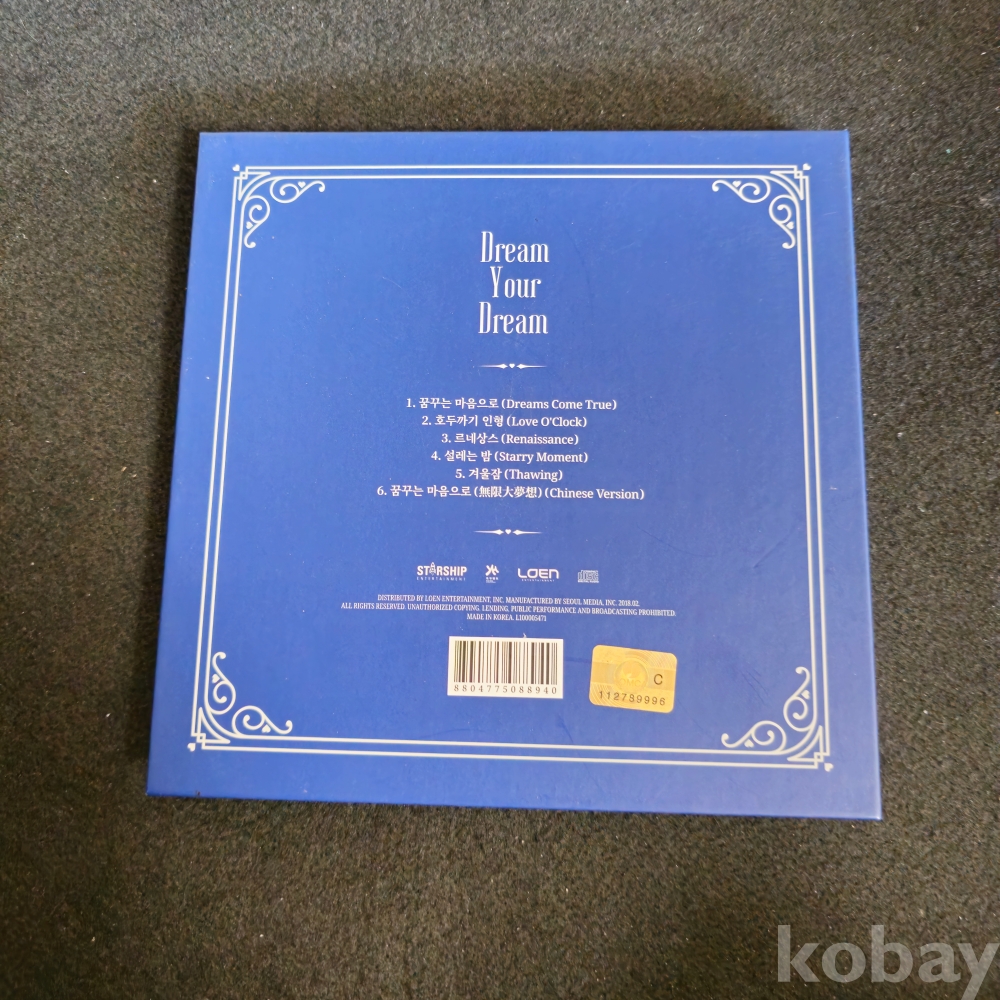 Dream
Your
Dream
1. 꿈꾸는 마음으로 (Dreams Come True)
2. 호두까기 인형 (Love O'Clock)
3. 르네상스 (Renaissance)
4. 설레는 밤 (Starry Moment)
5. 겨울잠 (Thawing)
6. 꿈꾸는 마음으로 (無限大夢想) (Chinese Version)
STARSHIP
ENTERTAINMENT
LOEN
ENTERTAINMENT
DISTRIBUTED BY LOEN ENTERTAINMENT, INC. MANUFACTURED BY SEOUL MEDIA, INC. 2018.02.
ALL RIGHTS RESERVED. UNAUTHORIZED COPYING, LENDING, PUBLIC PERFORMANCE AND BROADCASTING PROHIBITED.
MADE IN KOREA. L100005471
8804775088940
C
112789996
kobay